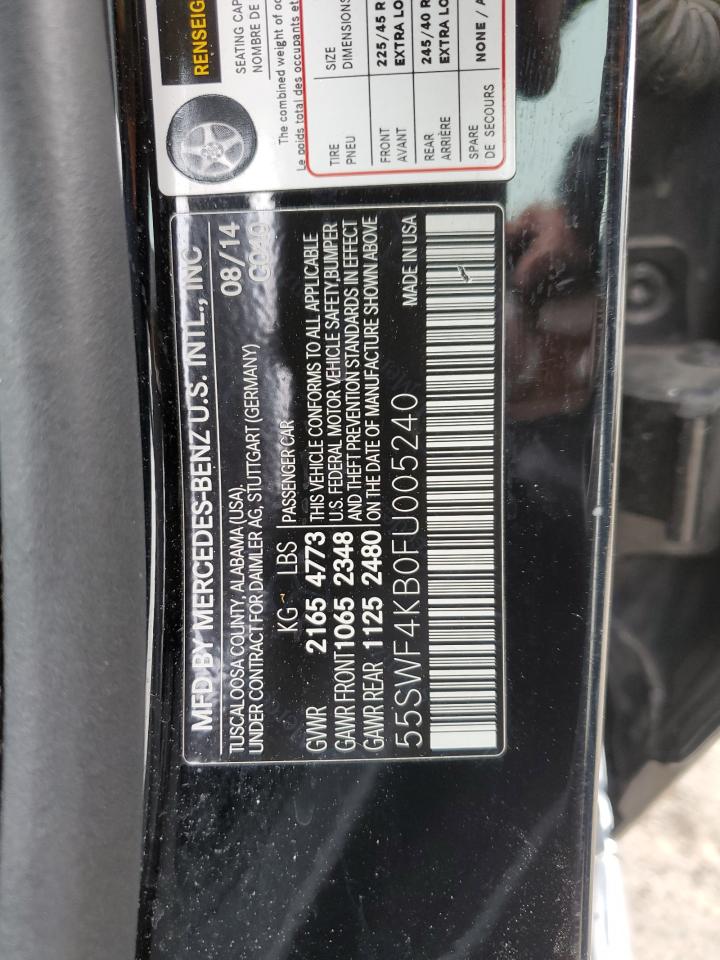 RENSEIG
SEATING CAP
NOMBRE DE
The combined weight of oc
Le poids total des occupants et
TIRE
PNEU
SIZE
DIMENSIONS
FRONT
AVANT
225/45 R
EXTRA LO
REAR
ARRIÈRE
245/40 R
EXTRA LO
SPARE
DE SECOURS
NONE / A
MFD BY MERCEDES-BENZ U.S. INTL., INC
TUSCALOOSA COUNTY, ALABAMA (USA), 08/14
UNDER CONTRACT FOR DAIMLER AG, STUTTGART (GERMANY) C040
KG LBS
GVWR 2165 4773
GAWR FRONT 1065 2348
GAWR REAR 1125 2480
PASSENGER CAR
THIS VEHICLE CONFORMS TO ALL APPLICABLE
U.S. FEDERAL MOTOR VEHICLE SAFETY,BUMPER
AND THEFT PREVENTION STANDARDS IN EFFECT
ON THE DATE OF MANUFACTURE SHOWN ABOVE
55SWF4KB0FU005240 MADE IN USA